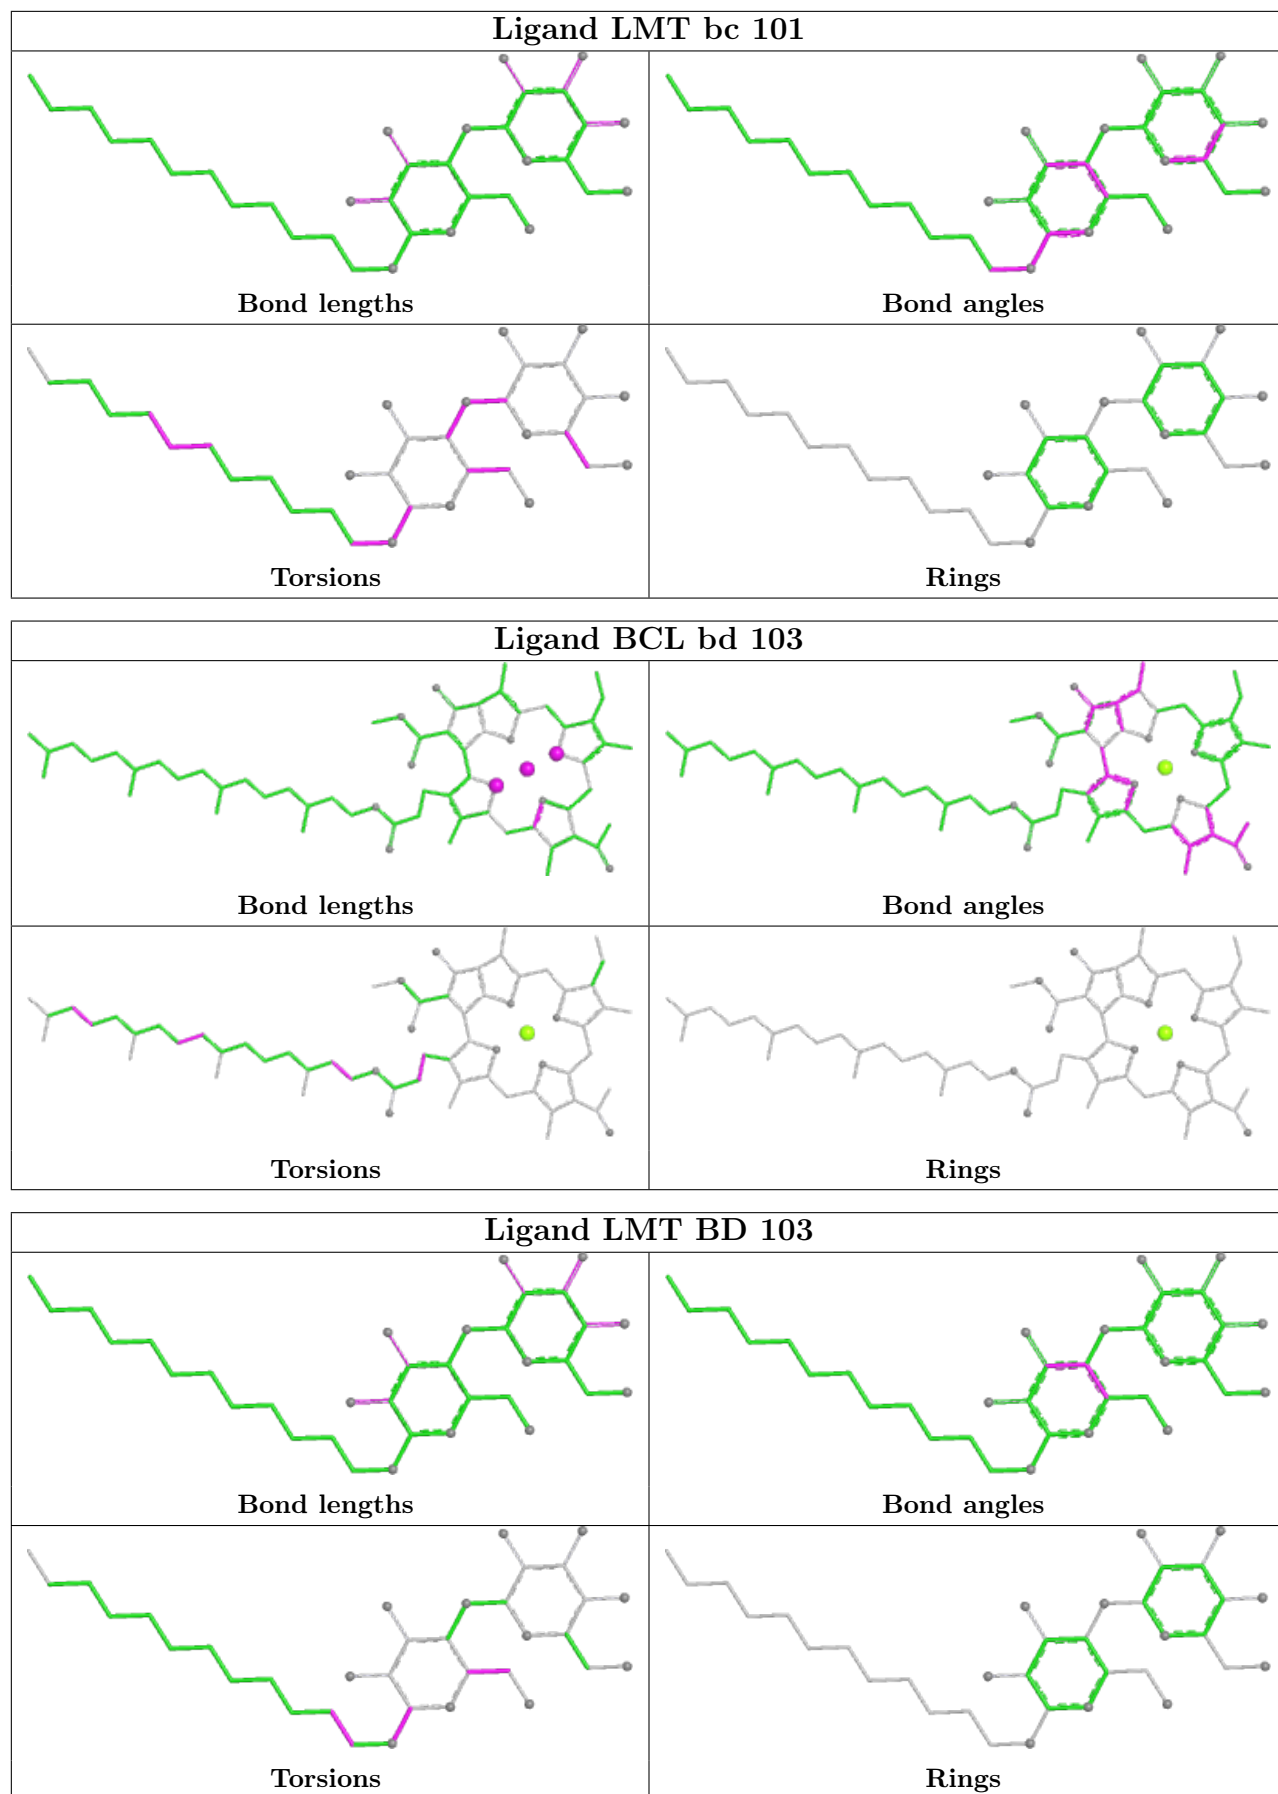 Ligand LMT bc 101
Bond lengths
Bond angles
Torsions
Rings
Ligand BCL bd 103
Bond lengths
Bond angles
Torsions
Rings
Ligand LMT BD 103
Bond lengths
Bond angles
Torsions
Rings